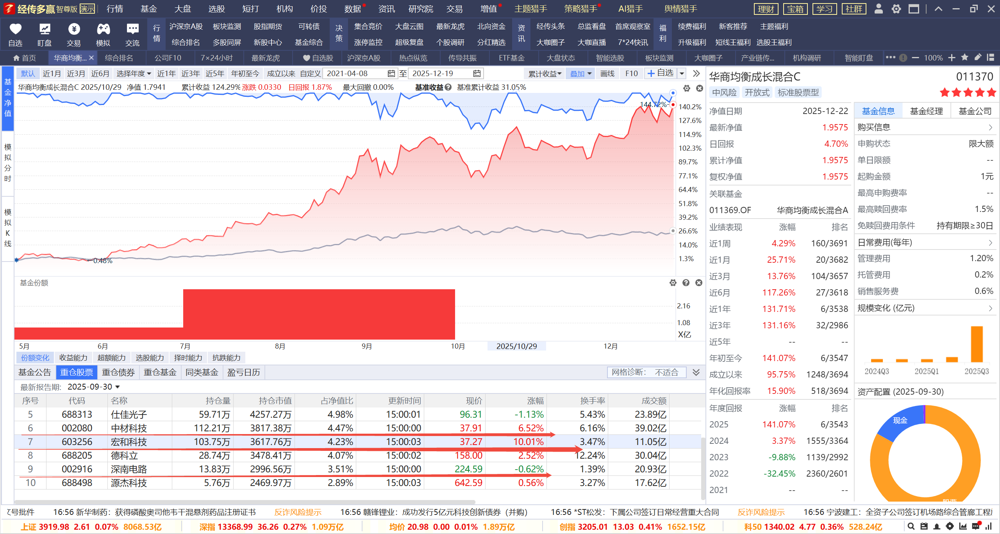 经传多赢 智尊版 演示 行情 基金 大盘 选股 短打 机构 价投 数据 资讯 研究院 交易 增值 主题猎手 策略猎手 AI猎手 舆情猎手 理财 宝箱 学习 社群
自选 盯盘 交易 模拟 交流
行情 沪深京A股 板块监测 股指期货 可转债 决策 集合竞价 大盘云图 最新龙虎 北向资金 资讯 经传头条 总监看盘 首席观察室 福利 续费福利 新客推荐 主题福利
综合排名 多股同屏 新股中心 基金综合 涨停监控 超级复盘 个股调研 分红精选 大咖圈子 大咖直播 7*24快讯 升级福利 短线王福利 选股王福利
首页 华商均衡... 综合排名 公司F10 7×24小时 最新龙虎 自选股 沪深京A股 热点纵览 传导共振 ETF基金 大盘状态 智能选股 板块监测 大咖圈子 产业链传... 机构调研 智能盯盘 100%
基金净值
模拟分时
模拟K线
默认 近1月 近3月 近6月 选择年度 近1年 近3年 近5年 年初至今 成立以来 自定义 2021-04-08 至 2025-12-19 累计收益 叠加 画线 F10 +自选
华商均衡成长混合C 2025/10/29 净值 1.7941 累计收益 124.29% 涨跌 0.0330 日回报 1.87% 最大回撤 0.00% 基准收益 基准累计收益 31.05%
144.72%
140.2%
127.6%
114.9%
102.3%
89.7%
77.1%
64.4%
51.8%
39.2%
26.6%
14.0%
1.3%
←0.48%
基金份额
2.16
1.08
X亿
5月 6月 7月 8月 9月 10月 2025/10/29 12月
份额变化 收益能力 超额能力 选股能力 择时能力 抗跌能力
基金公告 重仓股票 重仓债券 重仓基金 同类基金 盈亏日历 网格诊断： 不适合
最新报告期: 2025-09-30
序号 代码 名称 持仓量 持仓市值 占净值比 更新时间 现价 涨幅 换手率 成交额
5 688313 仕佳光子 59.71万 4257.27万 4.98% 15:00:01 96.31 -1.13% 5.43% 23.89亿
6 002080 中材科技 112.21万 3817.38万 4.47% 15:00:00 37.91 6.52% 6.16% 39.02亿
7 603256 宏和科技 103.75万 3617.76万 4.23% 15:00:03 37.27 10.01% 3.47% 11.05亿
8 688205 德科立 28.74万 3478.41万 4.07% 15:00:02 158.00 2.52% 12.24% 30.04亿
9 002916 深南电路 13.83万 2996.56万 3.51% 15:00:00 224.59 -0.62% 1.39% 20.93亿
10 688498 源杰科技 5.76万 2469.97万 2.89% 15:00:03 642.59 0.56% 3.27% 17.62亿
华商均衡成长混合C 011370
中风险 开放式 标准股票型
净值日期 2025-12-22
最新净值 1.9575
日回报 4.70%
累计净值 1.9575
复权净值 1.9575
关联基金
011369.OF 华商均衡成长混合A
业绩表现 涨幅 排名
近1周 4.29% 160/3691
近1月 25.71% 20/3682
近3月 13.76% 104/3657
近6月 117.26% 27/3618
近1年 131.71% 6/3538
近3年 131.16% 32/2986
近5年 -- --
年初至今 141.07% 6/3547
成立以来 95.75% 1248/3694
年化回报率 15.90% 518/3694
年度回报 涨幅 排名
2025 141.07% 6/3543
2024 3.37% 1555/3364
2023 -9.88% 1139/2992
2022 -32.45% 2360/2601
2021 -- --
基金信息 基金经理 基金公司
购买信息
申购状态 限大额
单日限额 --
起购金额 1元
最高申购费率 --
最高赎回费率 1.5%
免赎回费用条件 持有期限≥30日
日常费用(每年)
管理费用 1.20%
托管费用 0.2%
销售服务费 0.6%
规模变化 (亿元)
2024Q3 2025Q1 2025Q3
资产配置 (2025-09-30)
现金
号批件 16:56 新华制药：获得磷酸奥司他韦干混悬剂药品注册证书 反诈风险提示 16:56 赣锋锂业：成功发行5亿元科技创新债券（并购） 16:56 *ST松发：下属公司签订日常经营重大合同 反诈风险提示 16:56 宁波建工：全资子公司签订机场路综合管廊工程
上证 3919.98 2.61 0.07% 8068.53亿 深指 13368.99 36.26 0.27% 1.09万亿 均价 20.98 0.00 0.01% 1.89万亿 创指 3205.01 13.03 0.41% 1652.15亿 科50 1340.02 4.77 0.36% 528.24亿